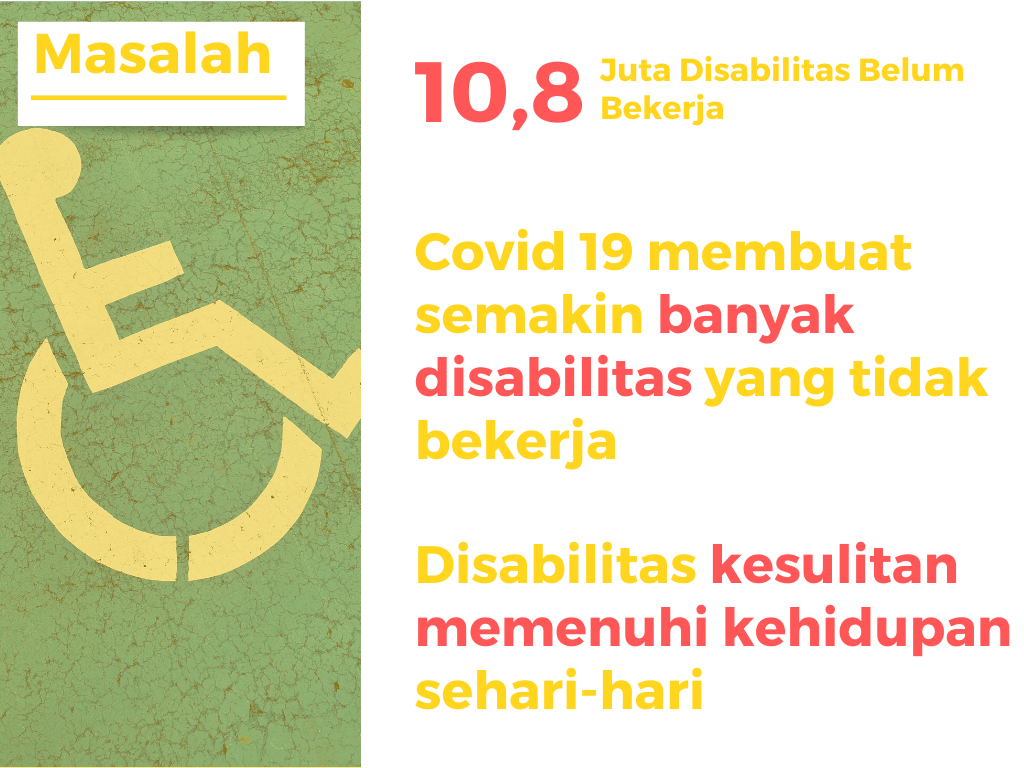 Masalah
10,8
Juta Disabilitas Belum
Bekerja
Covid 19 membuat
semakin banyak
disabilitas yang tidak
bekerja
Disabilitas kesulitan
memenuhi kehidupan
sehari-hari